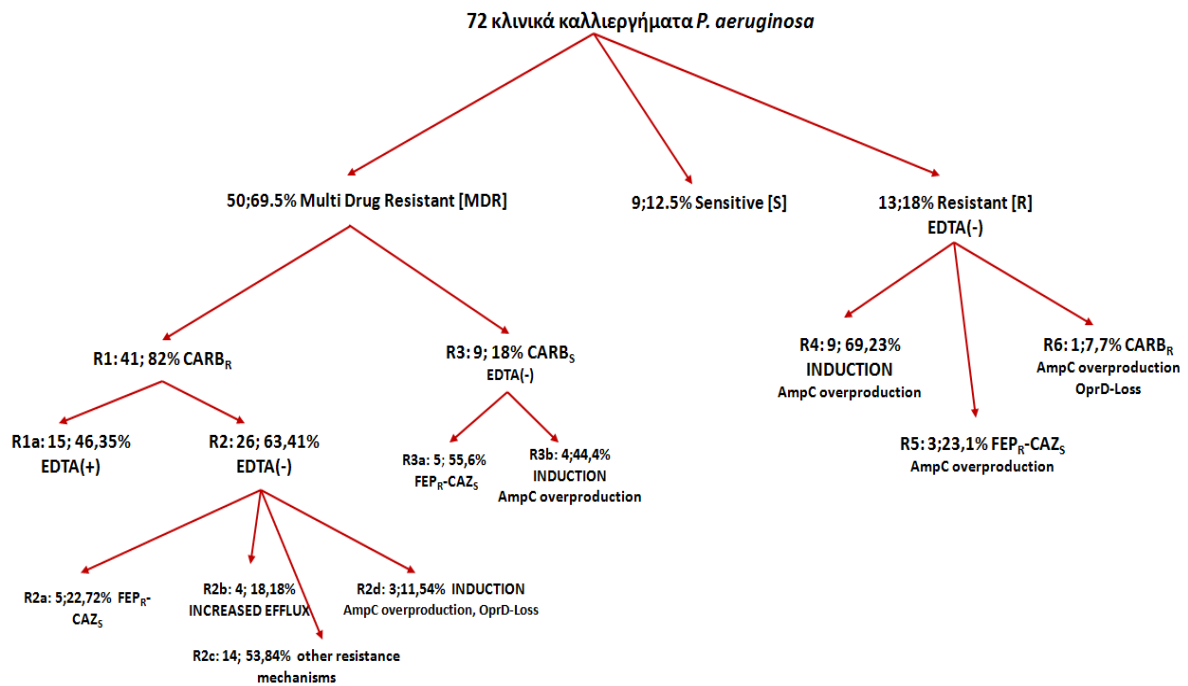 72 κλινικά καλλιεργήματα P. aeruginosa
50;69.5% Multi Drug Resistant [MDR]
9;12.5% Sensitive [S]
13;18% Resistant [R]
EDTA(-)
R1: 41; 82% CARBR
R3: 9; 18% CARBS
EDTA(-)
R4: 9; 69,23%
INDUCTION
AmpC overproduction
R6: 1;7,7% CARBR
AmpC overproduction
OprD-Loss
R1a: 15; 46,35%
EDTA(+)
R2: 26; 63,41%
EDTA(-)
R3a: 5; 55,6%
FEPR-CAZS
R3b: 4;44,4%
INDUCTION
AmpC overproduction
R5: 3;23,1% FEPR-CAZS
AmpC overproduction
R2a: 5;22,72% FEPR-
CAZS
R2b: 4; 18,18%
INCREASED EFFLUX
R2d: 3;11,54% INDUCTION
AmpC overproduction, OprD-Loss
R2c: 14; 53,84% other resistance
mechanisms